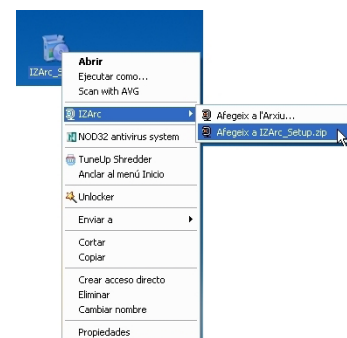 IZArc_S
Abrir
Ejecutar como...
Scan with AVG
IZArc
Afegeix a l'Arxiu...
Afegeix a IZArc_Setup.zip
NOD32 antivirus system
TuneUp Shredder
Anclar al menú Inicio
Unlocker
Enviar a
Cortar
Copiar
Crear acceso directo
Eliminar
Cambiar nombre
Propiedades